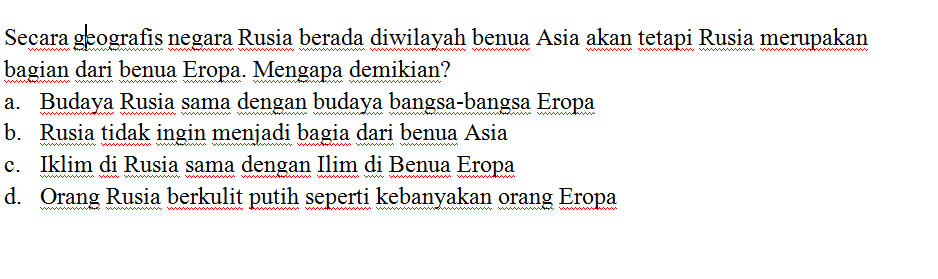 Secara geografis negara Rusia berada diwilayah benua Asia akan tetapi Rusia merupakan
bagian dari benua Eropa. Mengapa demikian?
a. Budaya Rusia sama dengan budaya bangsa-bangsa Eropa
b. Rusia tidak ingin menjadi bagia dari benua Asia
c. Iklim di Rusia sama dengan Ilim di Benua Eropa
d. Orang Rusia berkulit putih seperti kebanyakan orang Eropa